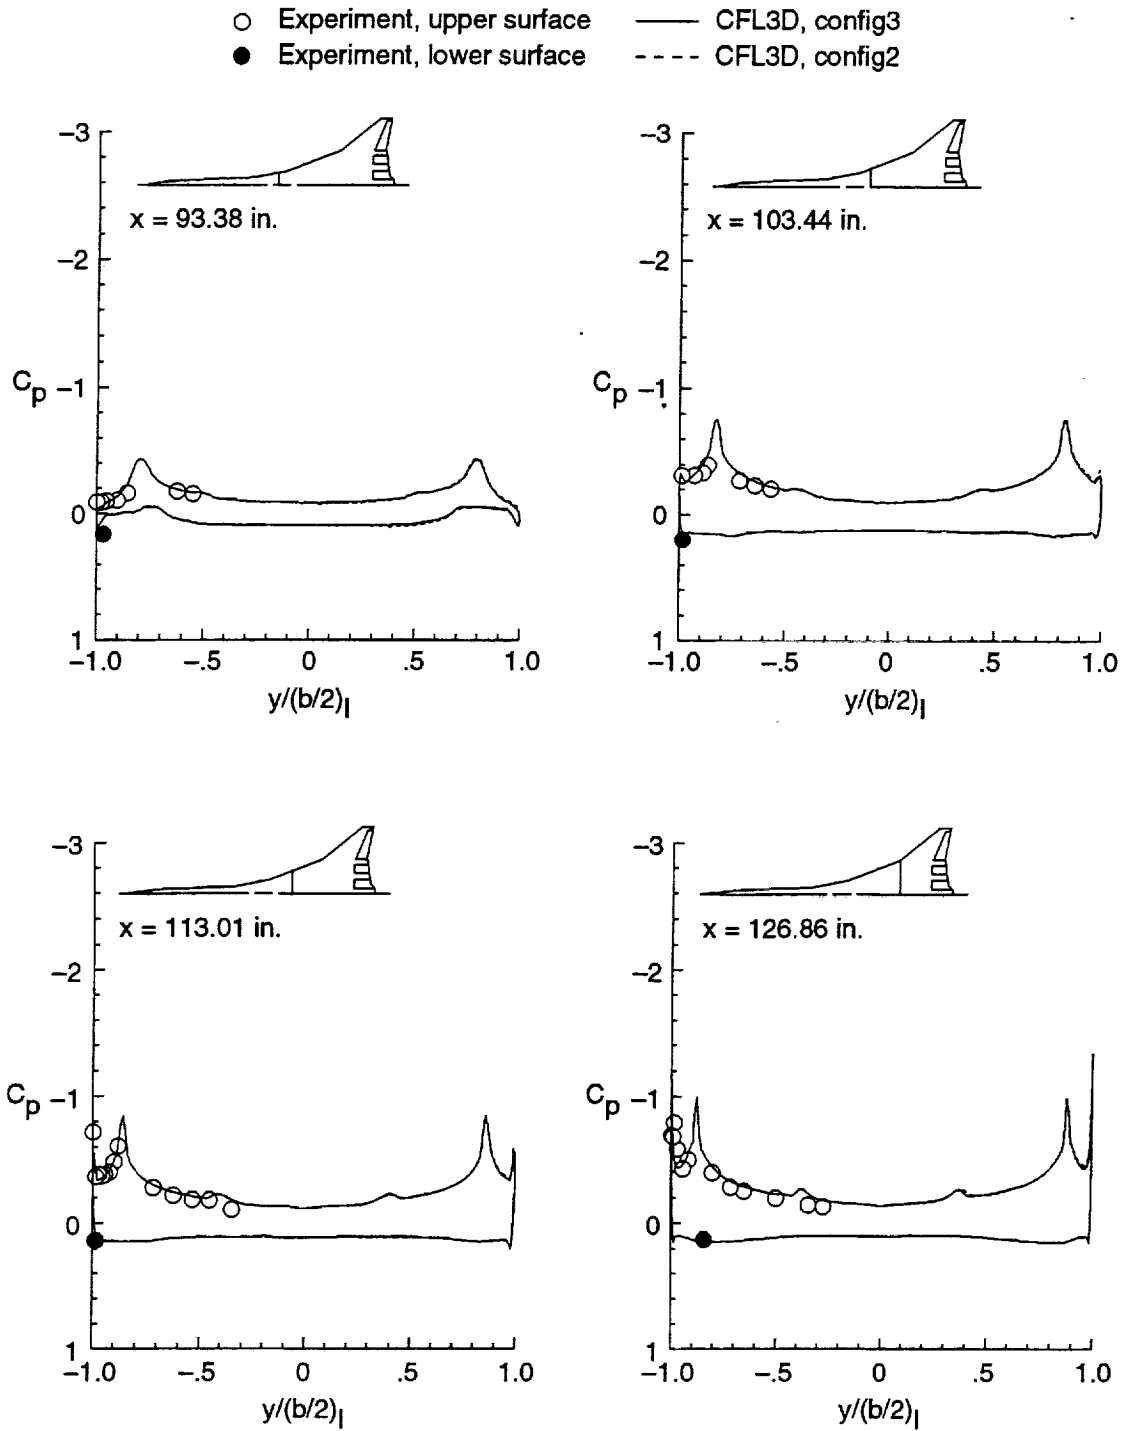 Experiment, upper surface
CFL3D, config3
Experiment, lower surface
CFL3D, config2
–3
–2
–1
0
1
Cp
x = 93.38 in.
–1.0 –.5 0 .5 1.0
y/(b/2)l
–3
–2
–1
0
1
Cp
x = 103.44 in.
–1.0 –.5 0 .5 1.0
y/(b/2)l
–3
–2
–1
0
1
Cp
x = 113.01 in.
–1.0 –.5 0 .5 1.0
y/(b/2)l
–3
–2
–1
0
1
Cp
x = 126.86 in.
–1.0 –.5 0 .5 1.0
y/(b/2)l